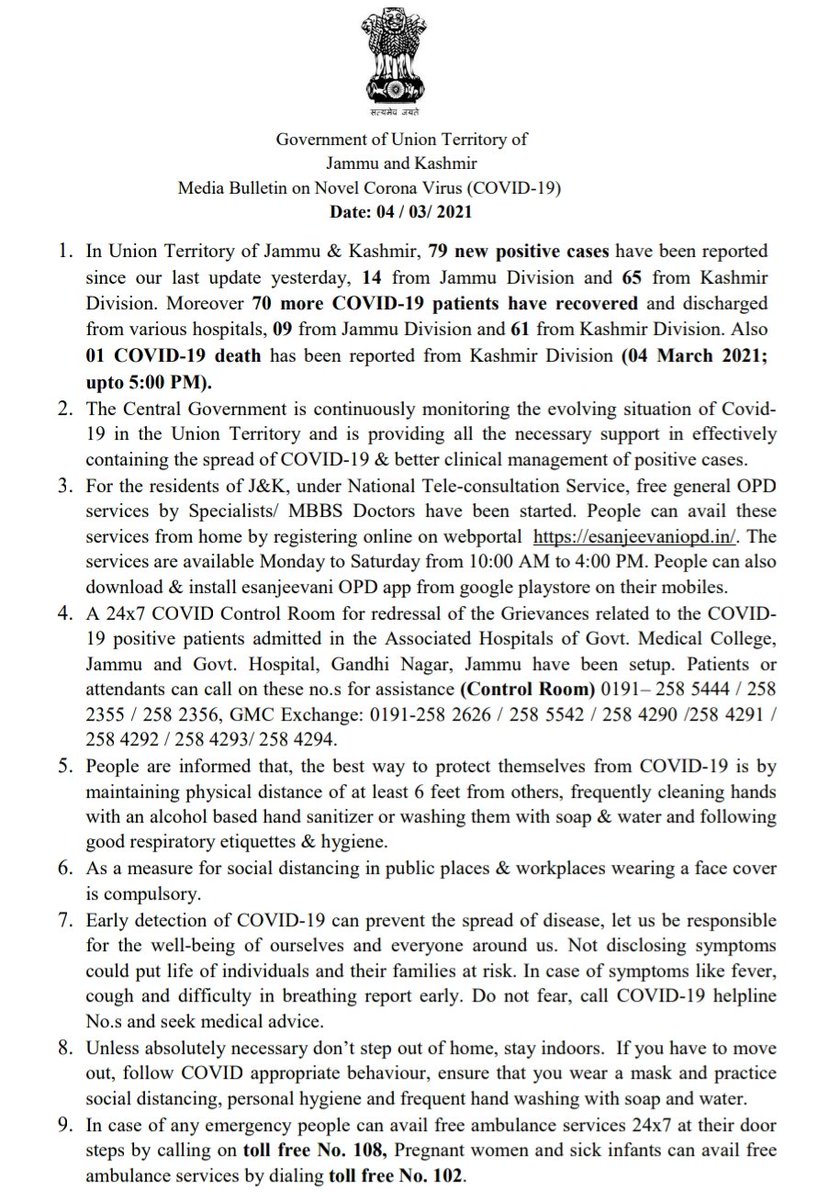 सत्यमेव जयते
Government of Union Territory of
Jammu and Kashmir
Media Bulletin on Novel Corona Virus (COVID-19)
Date: 04 / 03/ 2021
1. In Union Territory of Jammu & Kashmir, 79 new positive cases have been reported
since our last update yesterday, 14 from Jammu Division and 65 from Kashmir
Division. Moreover 70 more COVID-19 patients have recovered and discharged
from various hospitals, 09 from Jammu Division and 61 from Kashmir Division. Also
01 COVID-19 death has been reported from Kashmir Division (04 March 2021;
upto 5:00 PM).
2. The Central Government is continuously monitoring the evolving situation of Covid-
19 in the Union Territory and is providing all the necessary support in effectively
containing the spread of COVID-19 & better clinical management of positive cases.
3. For the residents of J&K, under National Tele-consultation Service, free general OPD
services by Specialists/ MBBS Doctors have been started. People can avail these
services from home by registering online on webportal https://esanjeevaniopd.in/. The
services are available Monday to Saturday from 10:00 AM to 4:00 PM. People can also
download & install esanjeevani OPD app from google playstore on their mobiles.
4. A 24x7 COVID Control Room for redressal of the Grievances related to the COVID-
19 positive patients admitted in the Associated Hospitals of Govt. Medical College,
Jammu and Govt. Hospital, Gandhi Nagar, Jammu have been setup. Patients or
attendants can call on these no.s for assistance (Control Room) 0191– 258 5444 / 258
2355 / 258 2356, GMC Exchange: 0191-258 2626 / 258 5542 / 258 4290 /258 4291 /
258 4292 / 258 4293/ 258 4294.
5. People are informed that, the best way to protect themselves from COVID-19 is by
maintaining physical distance of at least 6 feet from others, frequently cleaning hands
with an alcohol based hand sanitizer or washing them with soap & water and following
good respiratory etiquettes & hygiene.
6. As a measure for social distancing in public places & workplaces wearing a face cover
is compulsory.
7. Early detection of COVID-19 can prevent the spread of disease, let us be responsible
for the well-being of ourselves and everyone around us. Not disclosing symptoms
could put life of individuals and their families at risk. In case of symptoms like fever,
cough and difficulty in breathing report early. Do not fear, call COVID-19 helpline
No.s and seek medical advice.
8. Unless absolutely necessary don’t step out of home, stay indoors. If you have to move
out, follow COVID appropriate behaviour, ensure that you wear a mask and practice
social distancing, personal hygiene and frequent hand washing with soap and water.
9. In case of any emergency people can avail free ambulance services 24x7 at their door
steps by calling on toll free No. 108, Pregnant women and sick infants can avail free
ambulance services by dialing toll free No. 102.